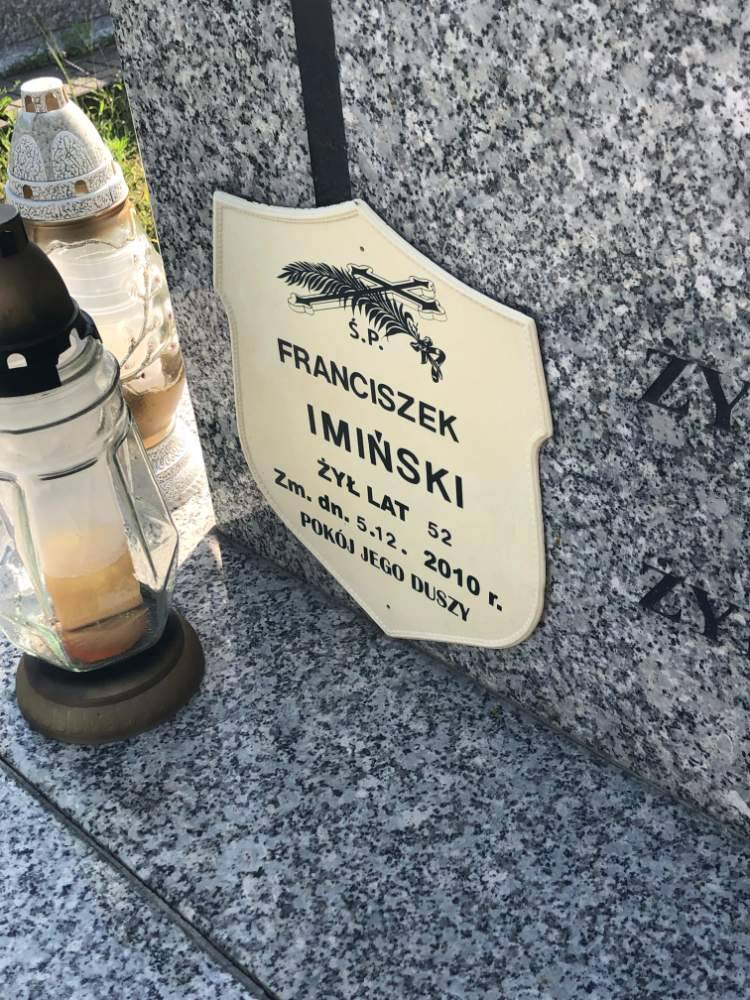 Ś.P.
FRANCISZEK
IMIŃSKI
ŻYŁ LAT 52
Zm. dn. 5.12. 2010 r.
POKÓJ JEGO DUSZY